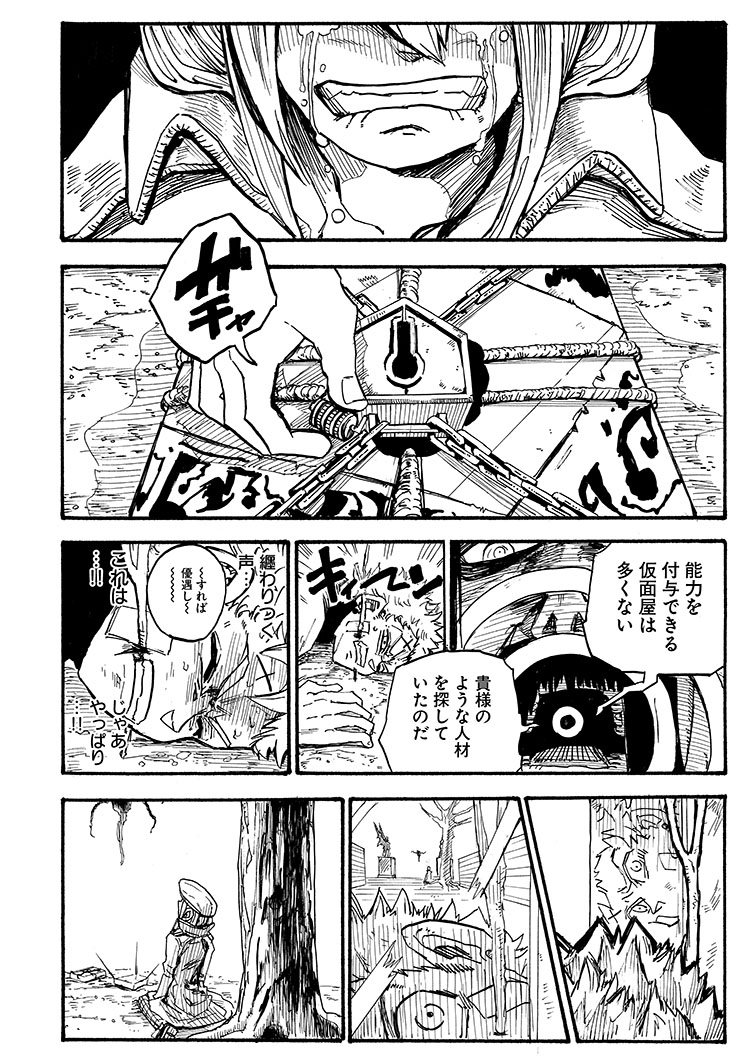 ガ
チャ
能力を
付与できる
仮面屋は
多くない
貴様の
ような人材
を探して
いたのだ
キィーン
纏わりつく
声…
〜すれば
優遇し〜
〜〜〜〜
これは
…!!
じゃあ
やっぱり
…!!